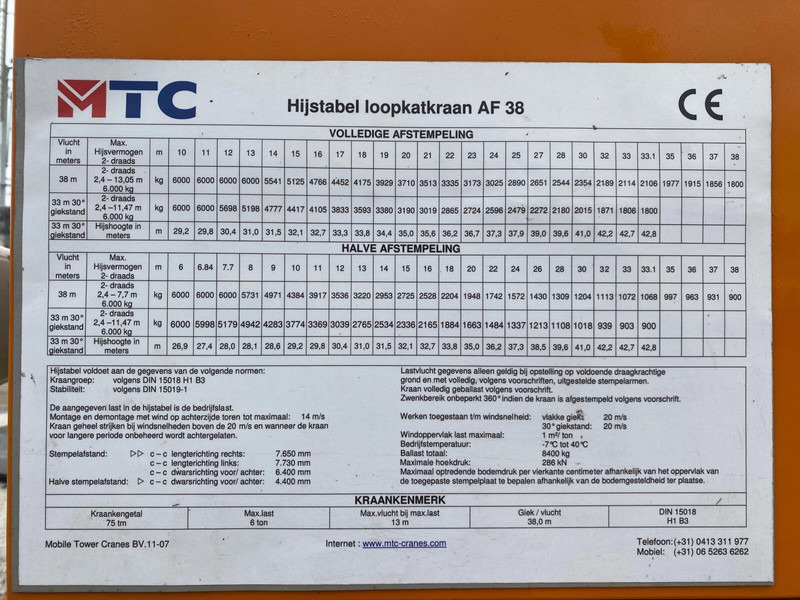 MTC
Hijstabel loopkatkraan AF 38
CE
VOLLEDIGE AFSTEMPELING
Vlucht in meters Max. Hijsvermogen 2- draads m 10 11 12 13 14 15 16 17 18 19 20 21 22 23 24 25 27 28 30 32 33 33.1 35 36 37 38
38 m 2- draads 2,4 – 13,05 m 6.000 kg kg 6000 6000 6000 6000 5541 5125 4766 4452 4175 3929 3710 3513 3335 3173 3025 2890 2651 2544 2354 2189 2114 2106 1977 1915 1856 1800
33 m 30° giekstand 2- draads 2,4 –11,47 m 6.000 kg kg 6000 6000 5698 5198 4777 4417 4105 3833 3593 3380 3190 3019 2865 2724 2596 2479 2272 2180 2015 1871 1806 1800
33 m 30° giekstand Hijshoogte in meters m 29,2 29,8 30,4 31,0 31,5 32,1 32,7 33.3 33,8 34,4 35,0 35,6 36,2 36,7 37,3 37,9 39,0 39,6 41,0 42,2 42,7 42,8
HALVE AFSTEMPELING
Vlucht in meters Max. Hijsvermogen 2- draads m 6 6.84 7.7 8 9 10 11 12 13 14 15 16 18 20 22 24 26 28 30 32 33 33.1 35 36 37 38
38 m 2- draads 2,4 – 7,7 m 6.000 kg kg 6000 6000 6000 5731 4971 4384 3917 3536 3220 2953 2725 2528 2204 1948 1742 1572 1430 1309 1204 1113 1072 1068 997 963 931 900
33 m 30° giekstand 2- draads 2,4 –11,47 m 6.000 kg kg 6000 5998 5179 4942 4283 3774 3369 3039 2765 2534 2336 2165 1884 1663 1484 1337 1213 1108 1018 939 903 900
33 m 30° giekstand Hijshoogte in meters m 26,9 27,4 28,0 28,1 28,6 29,2 29,8 30,4 31,0 31,5 32,1 32,7 33,8 35,0 36,2 37,3 38,5 39,6 41,0 42,2 42,7 42,8
Hijstabel voldoet aan de eisen gegeven de volgende normen:
Kraangroep: volgens DIN 15018 H1 B3
Stabiliteit: volgens DIN 15019-1
De aangegeven last in de hijstabel is de bedrijfslast.
Montage en demontage met wind op achterzijde toren tot maximaal: 14 m/s
Kraan geheel strijken bij windsnelheden boven de 20 m/s en wanneer de kraan
voor langere periode onbeheerd wordt achtergelaten.
Stempelafstand: ▷▷ c – c lengterichting rechts: 7.650 mm
c – c lengterichting links: 7.730 mm
c – c dwarsrichting voor/ achter: 6.400 mm
Halve stempelafstand: ▷ c – c dwarsrichting voor/ achter: 4.400 mm
Lastvlucht gegevens alleen geldig bij opstelling op voldoende draagkrachtige
grond en met volledig, volgens voorschriften, uitgestelde stempelarmen.
Kraan volledig geballast volgens voorschriften.
Zwenkbereik onbeperkt 360° indien de kraan is afgestempeld volgens voorschrift.
Werken toegestaan t/m windsnelheid: vlakke giek: 20 m/s
30° giekstand: 20 m/s
Windoppervlak last maximaal: 1 m²/ ton
Bedrijfstemperatuur: -7°C tot 40°C
Ballast totaal: 8400 kg
Maximale hoekdruk: 286 kN
Maximaal optredende bodemdruk per vierkante centimeter afhankelijk van het oppervlak van
de toegepaste stempelplaat te bepalen afhankelijk van de bodemgesteldheid ter plaatse.
KRAANKENMERK
Kraankengetal Max.last Max.vlucht bij max.last Giek / vlucht DIN 15018
75 tm 6 ton 13 m 38,0 m H1 B3
Mobile Tower Cranes BV.11-07 Internet : www.mtc-cranes.com Telefoon:(+31) 0413 311 977
Mobiel: (+31) 06 5263 6262